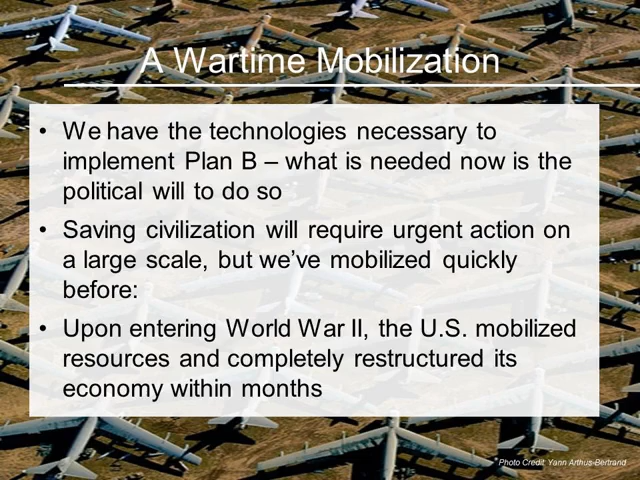 A Wartime Mobilization
• We have the technologies necessary to
implement Plan B – what is needed now is the
political will to do so
• Saving civilization will require urgent action on
a large scale, but we’ve mobilized quickly
before:
• Upon entering World War II, the U.S. mobilized
resources and completely restructured its
economy within months
Photo Credit: Yann Arthus-Bertrand